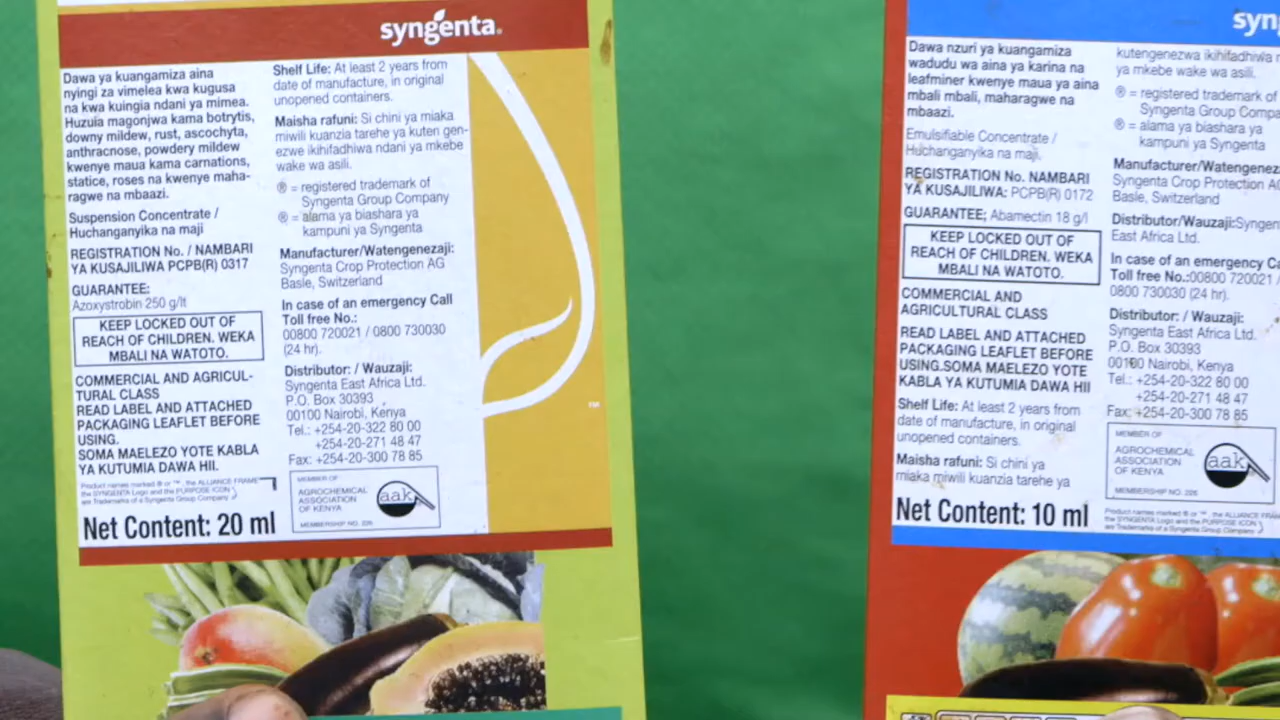 syngenta
Dawa ya kuangamiza aina
nyingi za vimelea kwa kugusa
na kwa kuingia ndani ya mimea.
Huzuia magonjwa kama botrytis,
downy mildew, rust, ascochyta,
anthracnose, powdery mildew
kwenye maua kama carnations,
statice, roses na kwenye maha-
ragwe na mbaazi.
Suspension Concentrate /
Huchanganyika na maji
REGISTRATION No. / NAMBARI
YA KUSAJILIWA PCPB(R) 0317
GUARANTEE:
Azoxystrobin 250 g/lt
KEEP LOCKED OUT OF
REACH OF CHILDREN. WEKA
MBALI NA WATOTO.
COMMERCIAL AND AGRICUL-
TURAL CLASS
READ LABEL AND ATTACHED
PACKAGING LEAFLET BEFORE
USING.
SOMA MAELEZO YOTE KABLA
YA KUTUMIA DAWA HII.
Product names marked ® or ™, the ALLIANCE FRAME
the SYNGENTA Logo and the PURPOSE ICON
are Trademarks of a Syngenta Group Company
Net Content: 20 ml
Shelf Life: At least 2 years from
date of manufacture, in original
unopened containers.
Maisha rafuni: Si chini ya miaka
miwili kuanzia tarehe ya kuten gen-
ezwe ikihifadhiwa ndani ya mkebe
wake wa asili.
® = registered trademark of
Syngenta Group Company
® = alama ya biashara ya
kampuni ya Syngenta
Manufacturer/Watengenezaji:
Syngenta Crop Protection AG
Basle, Switzerland
In case of an emergency Call
Toll free No.:
00800 720021 / 0800 730030
(24 hr).
Distributor: / Wauzaji:
Syngenta East Africa Ltd.
P.O. Box 30393
00100 Nairobi, Kenya
Tel.: +254-20-322 80 00
+254-20-271 48 47
Fax: +254-20-300 78 85
MEMBER OF
AGROCHEMICAL
ASSOCIATION
OF KENYA
MEMBERSHIP NO. 226
aak
TM
syn
Dawa nzuri ya kuangamiza
wadudu wa aina ya karina na
leafminer kwenye maua ya aina
mbali mbali, maharagwe na
mbaazi.
Emulsifiable Concentrate /
Huchanganyika na maji.
REGISTRATION No. NAMBARI
YA KUSAJILIWA: PCPB(R) 0172
GUARANTEE; Abamectin 18 g/l
KEEP LOCKED OUT OF
REACH OF CHILDREN. WEKA
MBALI NA WATOTO.
COMMERCIAL AND
AGRICULTURAL CLASS
READ LABEL AND ATTACHED
PACKAGING LEAFLET BEFORE
USING.SOMA MAELEZO YOTE
KABLA YA KUTUMIA DAWA HII
Shelf Life: At least 2 years from
date of manufacture, in original
unopened containers.
Maisha rafuni: Si chini ya
miaka miwili kuanzia tarehe ya
Net Content: 10 ml
kutengenezwa ikihifadhiwa
ya mkebe wake wa asili.
® = registered trademark of
Syngenta Group
® = alama ya biashara ya
kampuni ya Syngenta
Manufacturer/
Syngenta Crop Protection
Basle, Switzerland
Distributor/Wauzaji:
East Africa Ltd.
In case of an emergency
Toll free No.:00800 720021 /
0800 730030 (24 hr).
Distributor: / Wauzaji:
Syngenta East Africa Ltd.
P.O. Box 30393
00100 Nairobi, Kenya
Tel.: +254-20-322 80 00
+254-20-271 48 47
Fax: +254-20-300 78 85
MEMBER OF
AGROCHEMICAL
ASSOCIATION
OF KENYA
MEMBERSHIP NO. 226
aak
Product names marked ® or ™, the ALLIANCE
the SYNGENTA Logo and the PURPOSE ICON
are Trademarks of a Syngenta Group Company